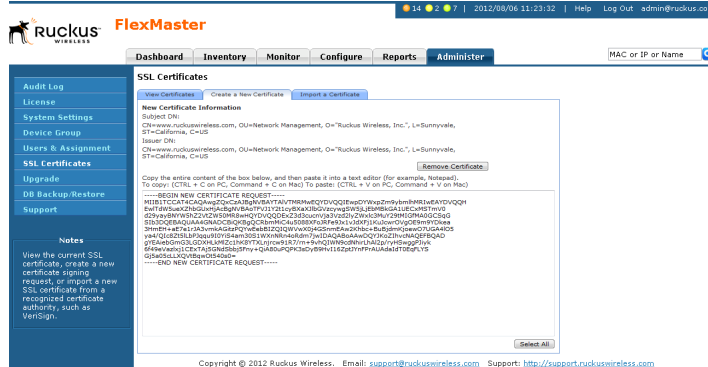 14 2 7 | 2012/08/06 11:23:32 | Help Log Out admin@ruckus.co
RUCKUS WIRELESS FlexMaster
Dashboard Inventory Monitor Configure Reports Administer MAC or IP or Name
Audit Log
License
System Settings
Device Group
Users & Assignment
SSL Certificates
Upgrade
DB Backup/Restore
Support
Notes
View the current SSL
certificate, create a new
certificate signing
request, or import a new
SSL certificate from a
recognized certificate
authority, such as
VeriSign.
SSL Certificates
View Certificates Create a New Certificate Import a Certificate
New Certificate Information
Subject DN:
CN=www.ruckuswireless.com, OU=Network Management, O="Ruckus Wireless, Inc.", L=Sunnyvale,
ST=California, C=US
Issuer DN:
CN=www.ruckuswireless.com, OU=Network Management, O="Ruckus Wireless, Inc.", L=Sunnyvale,
ST=California, C=US
Remove Certificate
Copy the entire content of the box below, and then paste it into a text editor (for example, Notepad).
To copy: (CTRL + C on PC, Command + C on Mac) To paste: (CTRL + V on PC, Command + V on Mac)
-----BEGIN NEW CERTIFICATE REQUEST-----
-----END NEW CERTIFICATE REQUEST-----
Select All
Copyright © 2012 Ruckus Wireless. Email: support@ruckuswireless.com Support: http://support.ruckuswireless.com